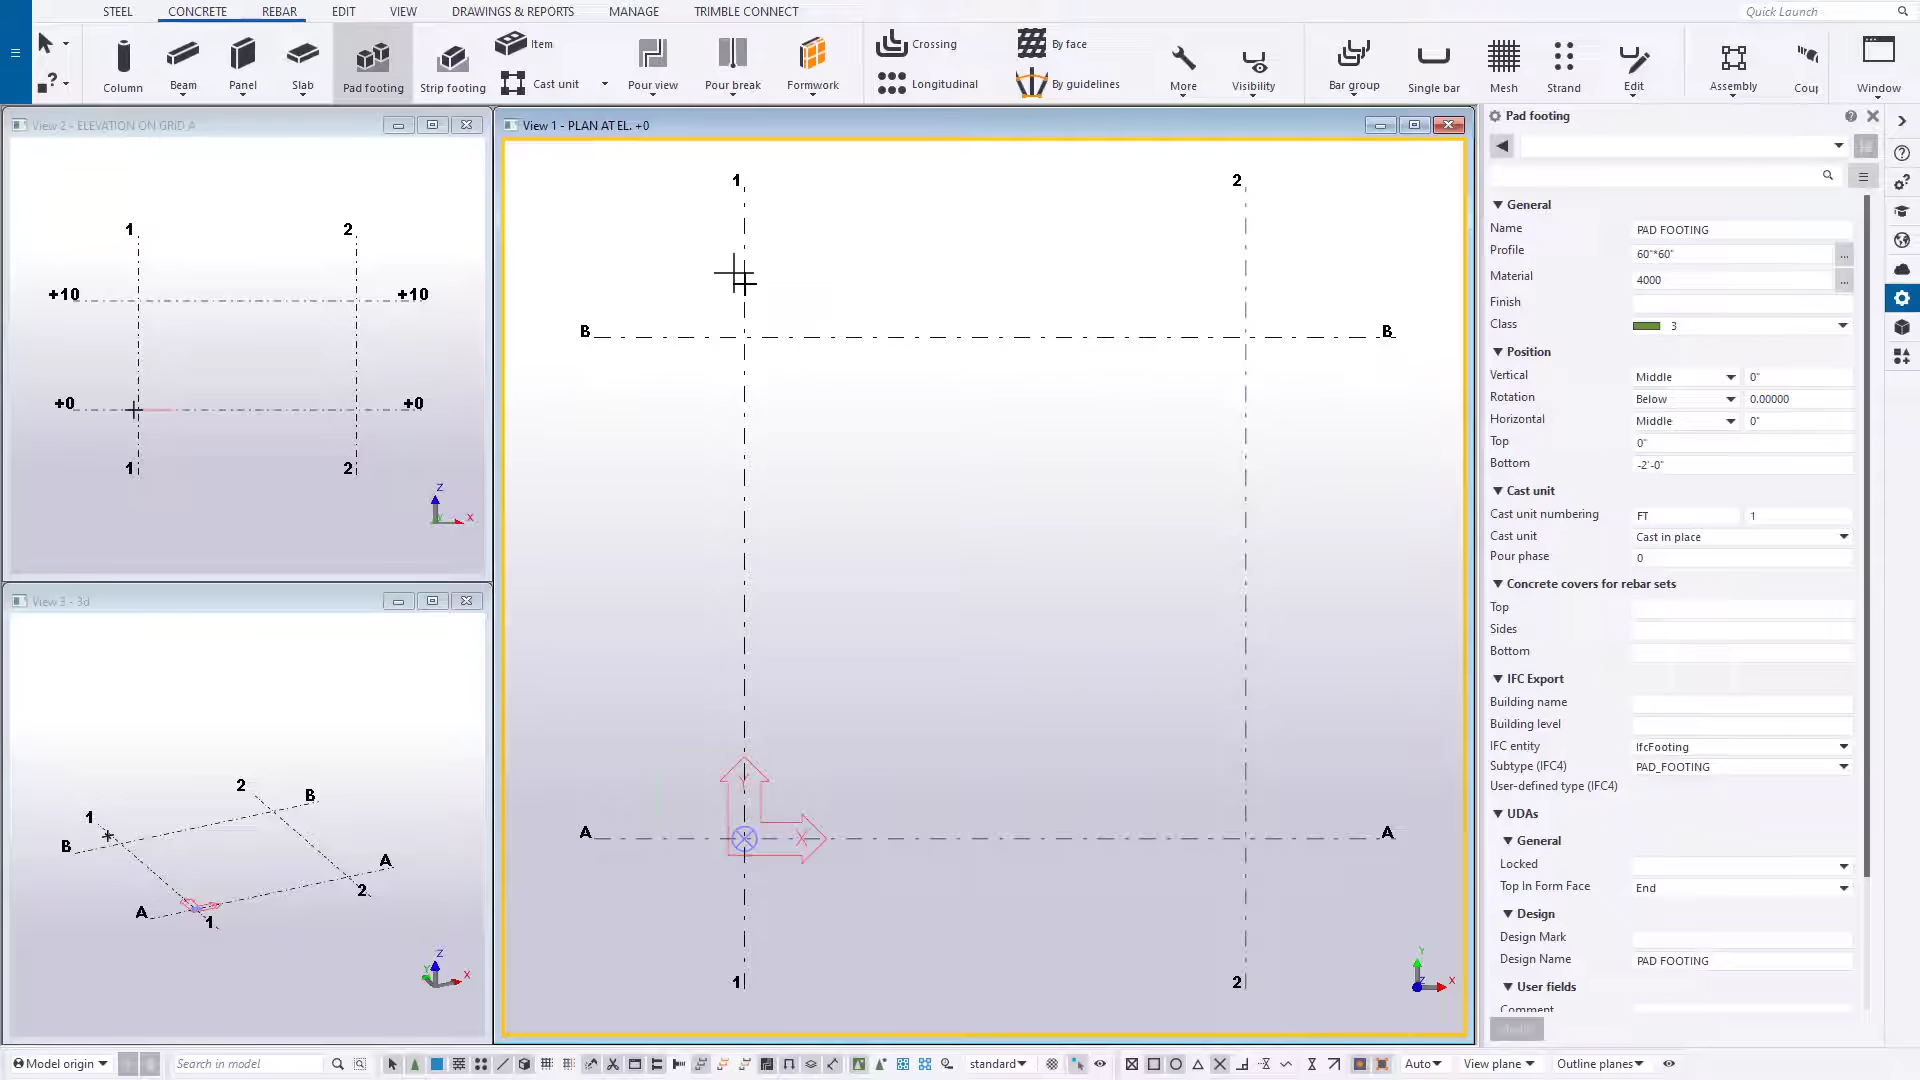 STEEL CONCRETE REBAR EDIT VIEW DRAWINGS & REPORTS MANAGE TRIMBLE CONNECT Quick Launch
Column Beam Panel Slab Pad footing Strip footing Item Cast unit Pour view Pour break Formwork Crossing Longitudinal By face By guidelines More Visibility Bar group Single bar Mesh Strand Edit Assembly Window
View 2 - ELEVATION ON GRID A
1 2
+10 +10
+0 +0
1 2
Z
Y X
View 3 - 3d
2
B
1
B
A
2
A
1
Z
Y X
View 1 - PLAN AT EL. +0
1 2
B B
Y
X
A A
1 2
Y
Z X
Pad footing
General
Name PAD FOOTING
Profile 60"*60" ...
Material 4000 ...
Finish
Class 3
Position
Vertical Middle 0"
Rotation Below 0.00000
Horizontal Middle 0"
Top 0"
Bottom -2'-0"
Cast unit
Cast unit numbering FT 1
Cast unit Cast in place
Pour phase 0
Concrete covers for rebar sets
Top
Sides
Bottom
IFC Export
Building name
Building level
IFC entity IfcFooting
Subtype (IFC4) PAD_FOOTING
User-defined type (IFC4)
UDAs
General
Locked
Top In Form Face End
Design
Design Mark
Design Name PAD FOOTING
User fields
Comment
Model origin Search in model standard Auto View plane Outline planes